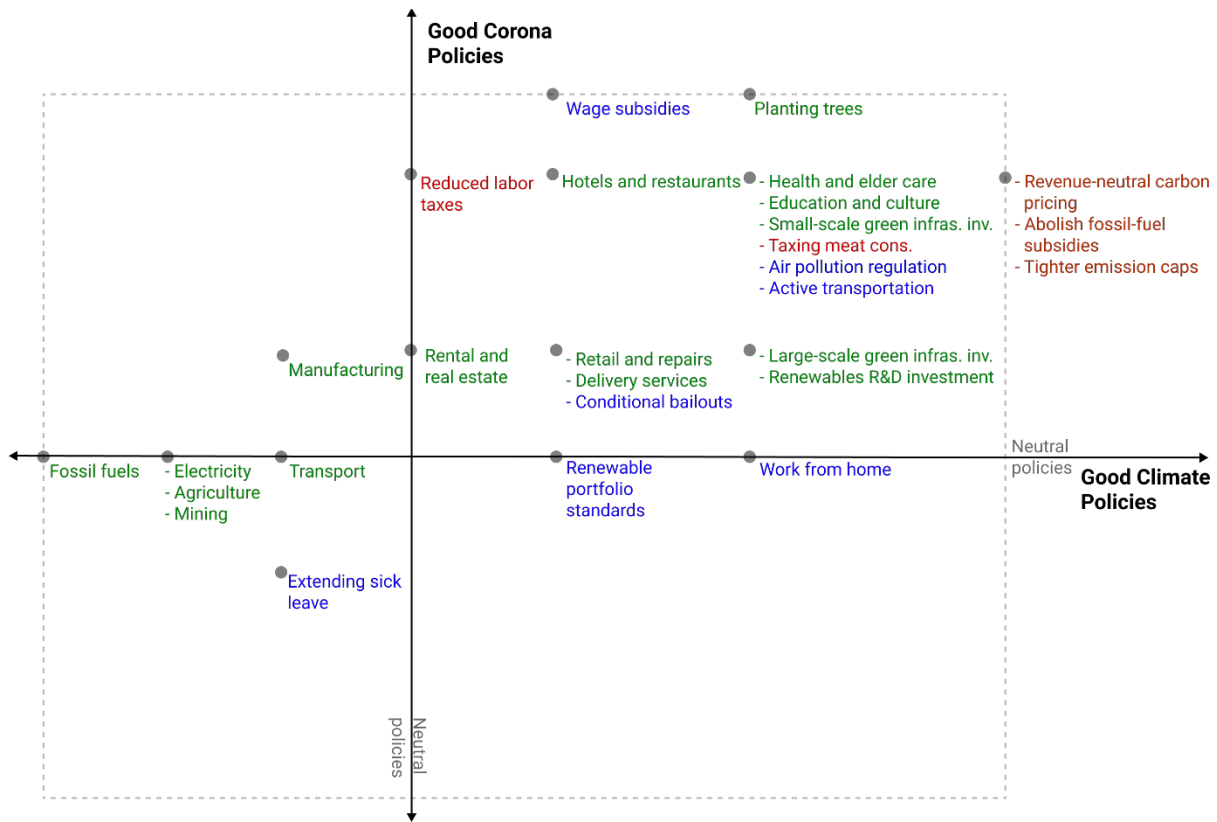 Good Corona
Policies
Wage subsidies
Planting trees
Reduced labor
taxes
Hotels and restaurants
- Health and elder care
- Education and culture
- Small-scale green infras. inv.
- Taxing meat cons.
- Air pollution regulation
- Active transportation
- Revenue-neutral carbon
pricing
- Abolish fossil-fuel
subsidies
- Tighter emission caps
Manufacturing
Rental and
real estate
- Retail and repairs
- Delivery services
- Conditional bailouts
- Large-scale green infras. inv.
- Renewables R&D investment
Neutral
policies
Good Climate
Policies
Fossil fuels
- Electricity
- Agriculture
- Mining
Transport
Renewable
portfolio
standards
Work from home
Extending sick
leave
Neutral
policies